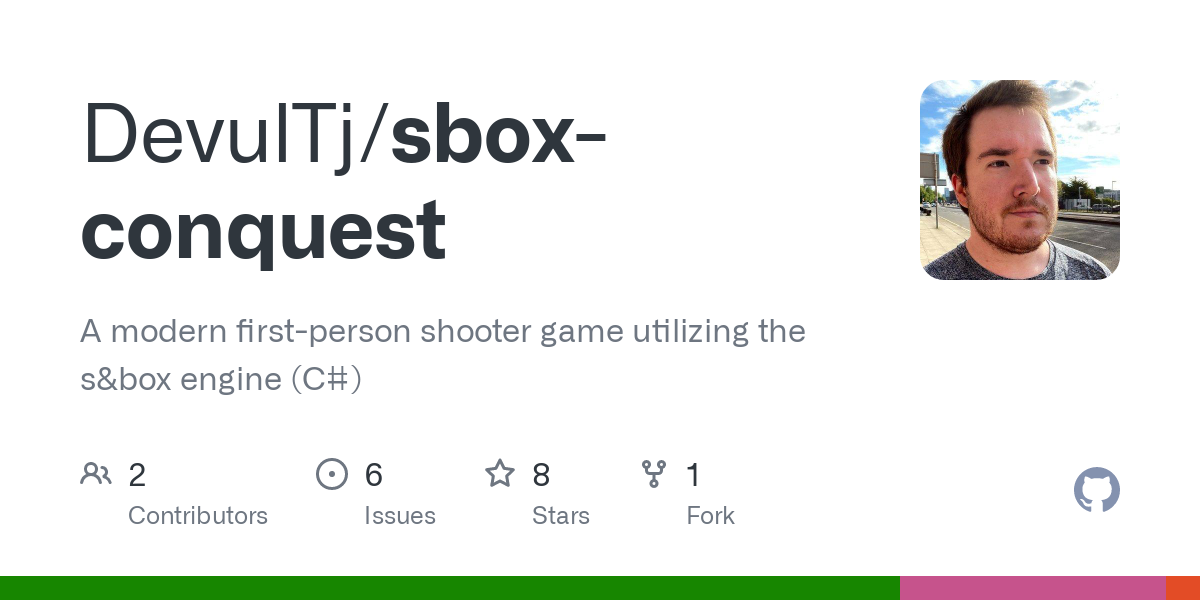 DevulTj/sbox-
conquest
A modern first-person shooter game utilizing the
s&box engine (C#)
2
Contributors
6
Issues
8
Stars
1
Fork